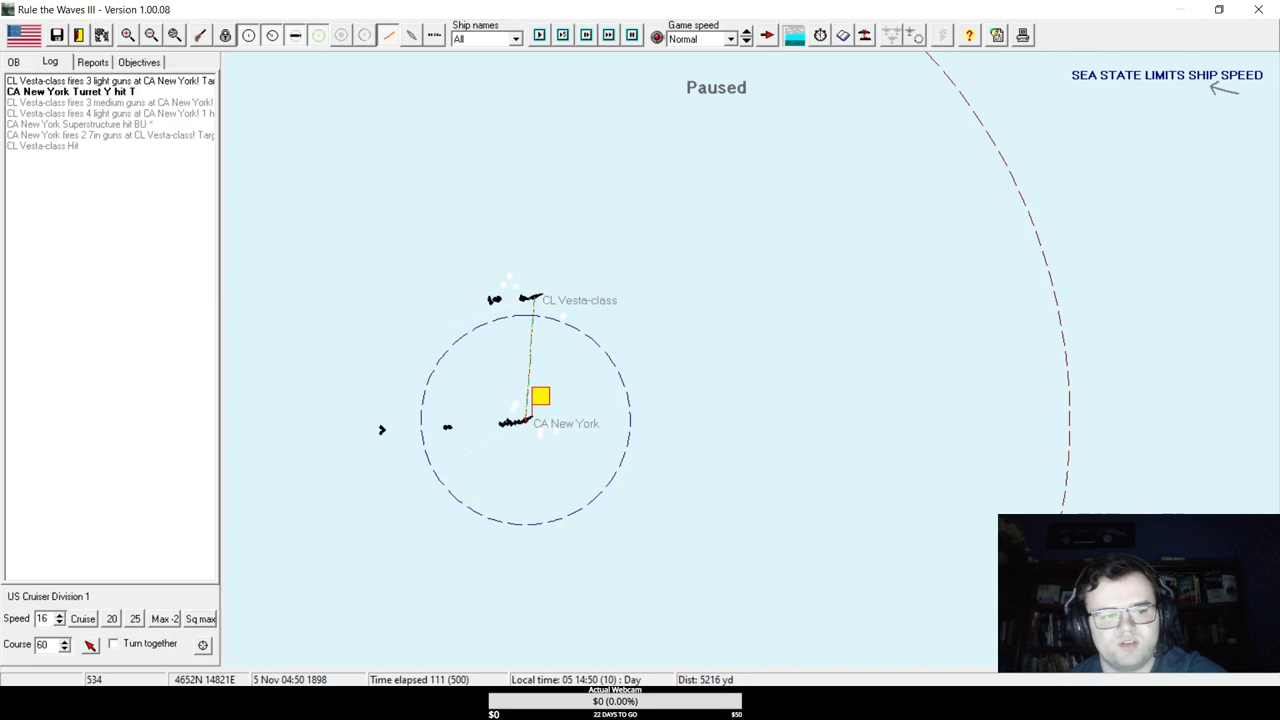 Rule the Waves III - Version 1.00.08
Ship names
All
Game speed
Normal
OB Log Reports Objectives
CL Vesta-class fires 3 light guns at CA New York! Tar
CA New York Turret Y hit T
CL Vesta-class fires 3 medium guns at CA New York!
CL Vesta-class fires 4 light guns at CA New York! 1 h
CA New York Superstructure hit BU *
CA New York fires 2 7in guns at CL Vesta-class! Targ
CL Vesta-class Hit
Paused
SEA STATE LIMITS SHIP SPEED
CL Vesta-class
CA New York
US Cruiser Division 1
Speed 16 Cruise 20 25 Max -2 Sq max
Course 60 Turn together
534 4652N 14821E 5 Nov 04:50 1898 Time elapsed 111 (500) Local time: 05 14:50 (10) : Day Dist: 5216 yd
Actual Webcam
$0 (0.00%)
$0 22 DAYS TO GO $50